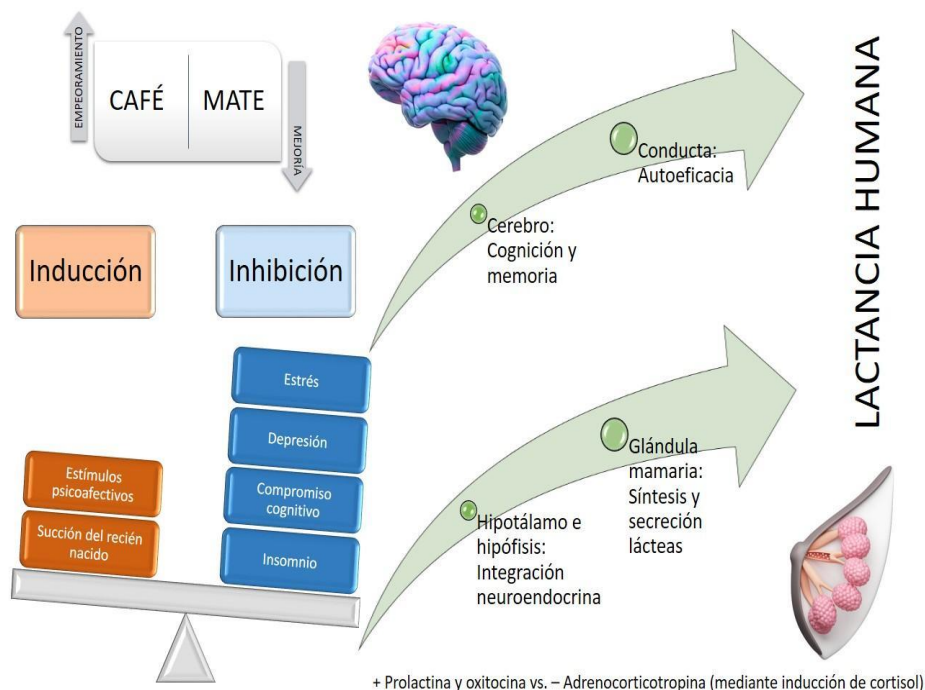 EMPEORAMIENTO
CAFÉ
MATE
MEJORÍA
Inducción
Inhibición
Estrés
Depresión
Compromiso
cognitivo
Insomnio
Estímulos
psicoafectivos
Succión del recién
nacido
Cerebro:
Cognición y
memoria
Conducta:
Autoeficacia
Hipotálamo e
hipófisis:
Integración
neuroendocrina
Glándula
mamaria:
Síntesis y
secreción
lácteas
LACTANCIA HUMANA
+ Prolactina y oxitocina vs. – Adrenocorticotropina (mediante inducción de cortisol)